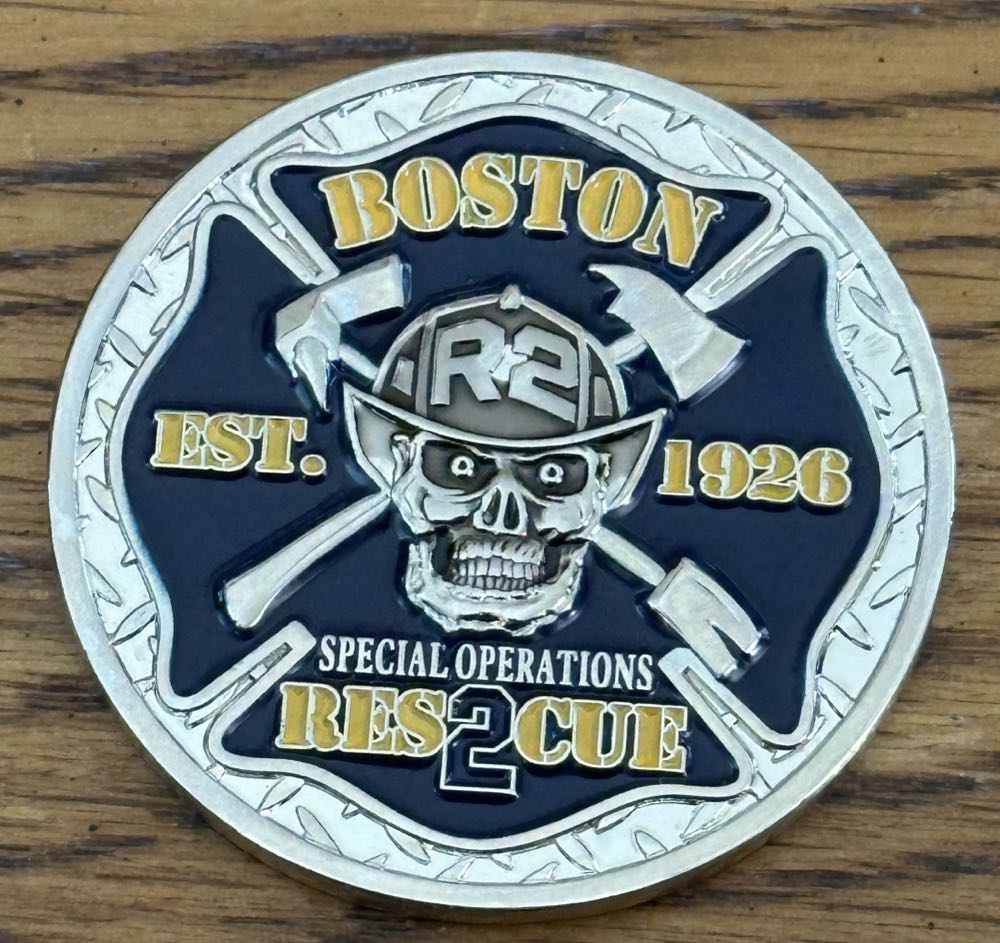 BOSTON
R2
EST. 1926
SPECIAL OPERATIONS
RES2CUE